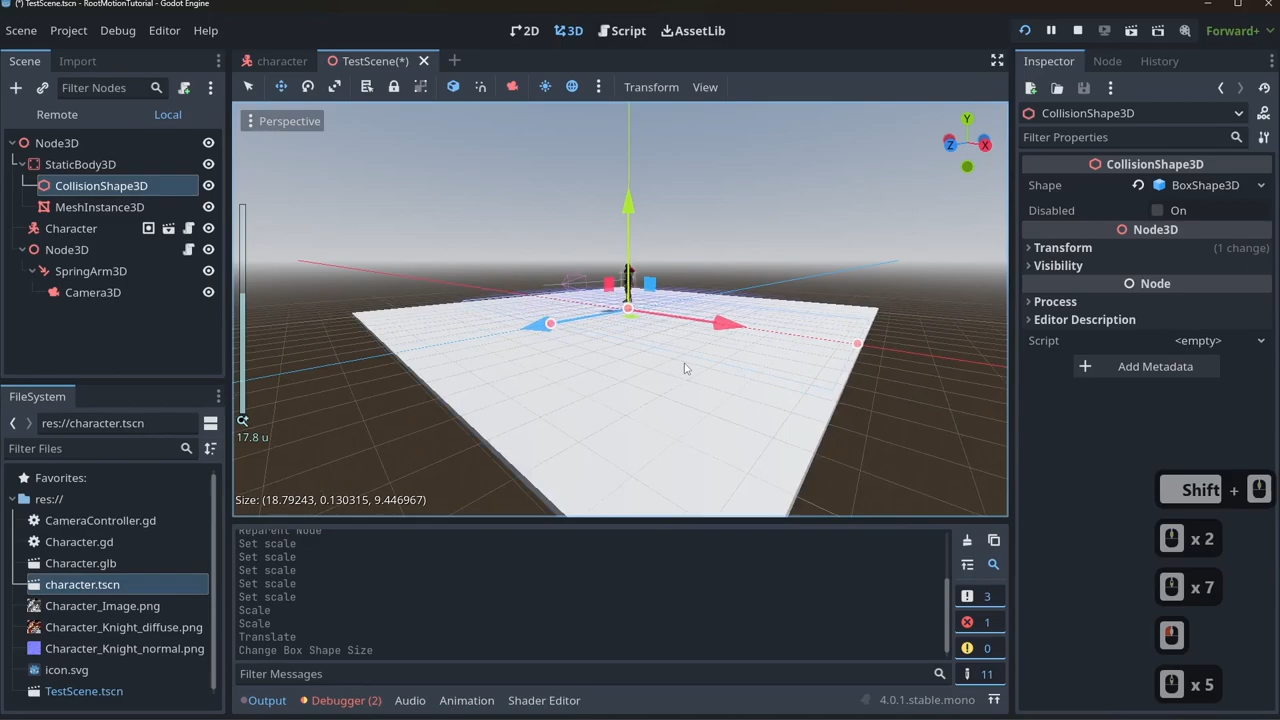 (*) TestScene.tscn - RootMotionTutorial - Godot Engine
Scene Project Debug Editor Help
2D 3D Script AssetLib
Forward+
Scene Import
Filter Nodes
Remote Local
Node3D
StaticBody3D
CollisionShape3D
MeshInstance3D
Character
Node3D
SpringArm3D
Camera3D
FileSystem
res://character.tscn
Filter Files
Favorites:
res://
CameraController.gd
Character.gd
Character.glb
character.tscn
Character_Image.png
Character_Knight_diffuse.png
Character_Knight_normal.png
icon.svg
TestScene.tscn
character TestScene(*)
Transform View
Perspective
Y
Z X
17.8 u
Size: (18.79243, 0.130315, 9.446967)
Reparent Node
Set scale
Set scale
Set scale
Set scale
Set scale
Scale
Scale
Translate
Change Box Shape Size
3
1
0
11
Filter Messages
Output Debugger (2) Audio Animation Shader Editor
4.0.1.stable.mono
Inspector Node History
CollisionShape3D
Filter Properties
CollisionShape3D
Shape BoxShape3D
Disabled On
Node3D
Transform (1 change)
Visibility
Node
Process
Editor Description
Script <empty>
Add Metadata
Shift +
x 2
x 7
x 5